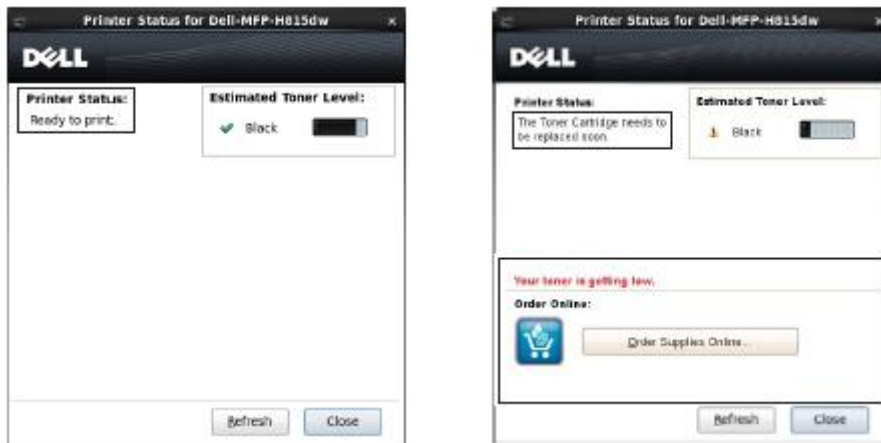 Printer Status for Dell-MFP-H815dw
DELL
Printer Status:
Ready to print.
Estimated Toner Level:
Black
Refresh
Close
Printer Status for Dell-MFP-H815dw
DELL
Printer Status:
The Toner Cartridge needs to
be replaced soon.
Estimated Toner Level:
Black
Your toner is getting low.
Order Online:
Order Supplies Online...
Refresh
Close